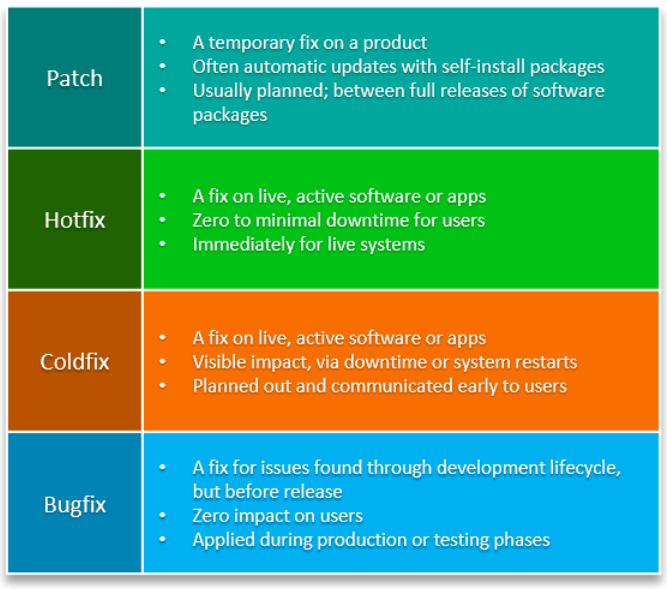 Patch
• A temporary fix on a product
• Often automatic updates with self-install packages
• Usually planned; between full releases of software
packages
Hotfix
• A fix on live, active software or apps
• Zero to minimal downtime for users
• Immediately for live systems
Coldfix
• A fix on live, active software or apps
• Visible impact, via downtime or system restarts
• Planned out and communicated early to users
Bugfix
• A fix for issues found through development lifecycle,
but before release
• Zero impact on users
• Applied during production or testing phases